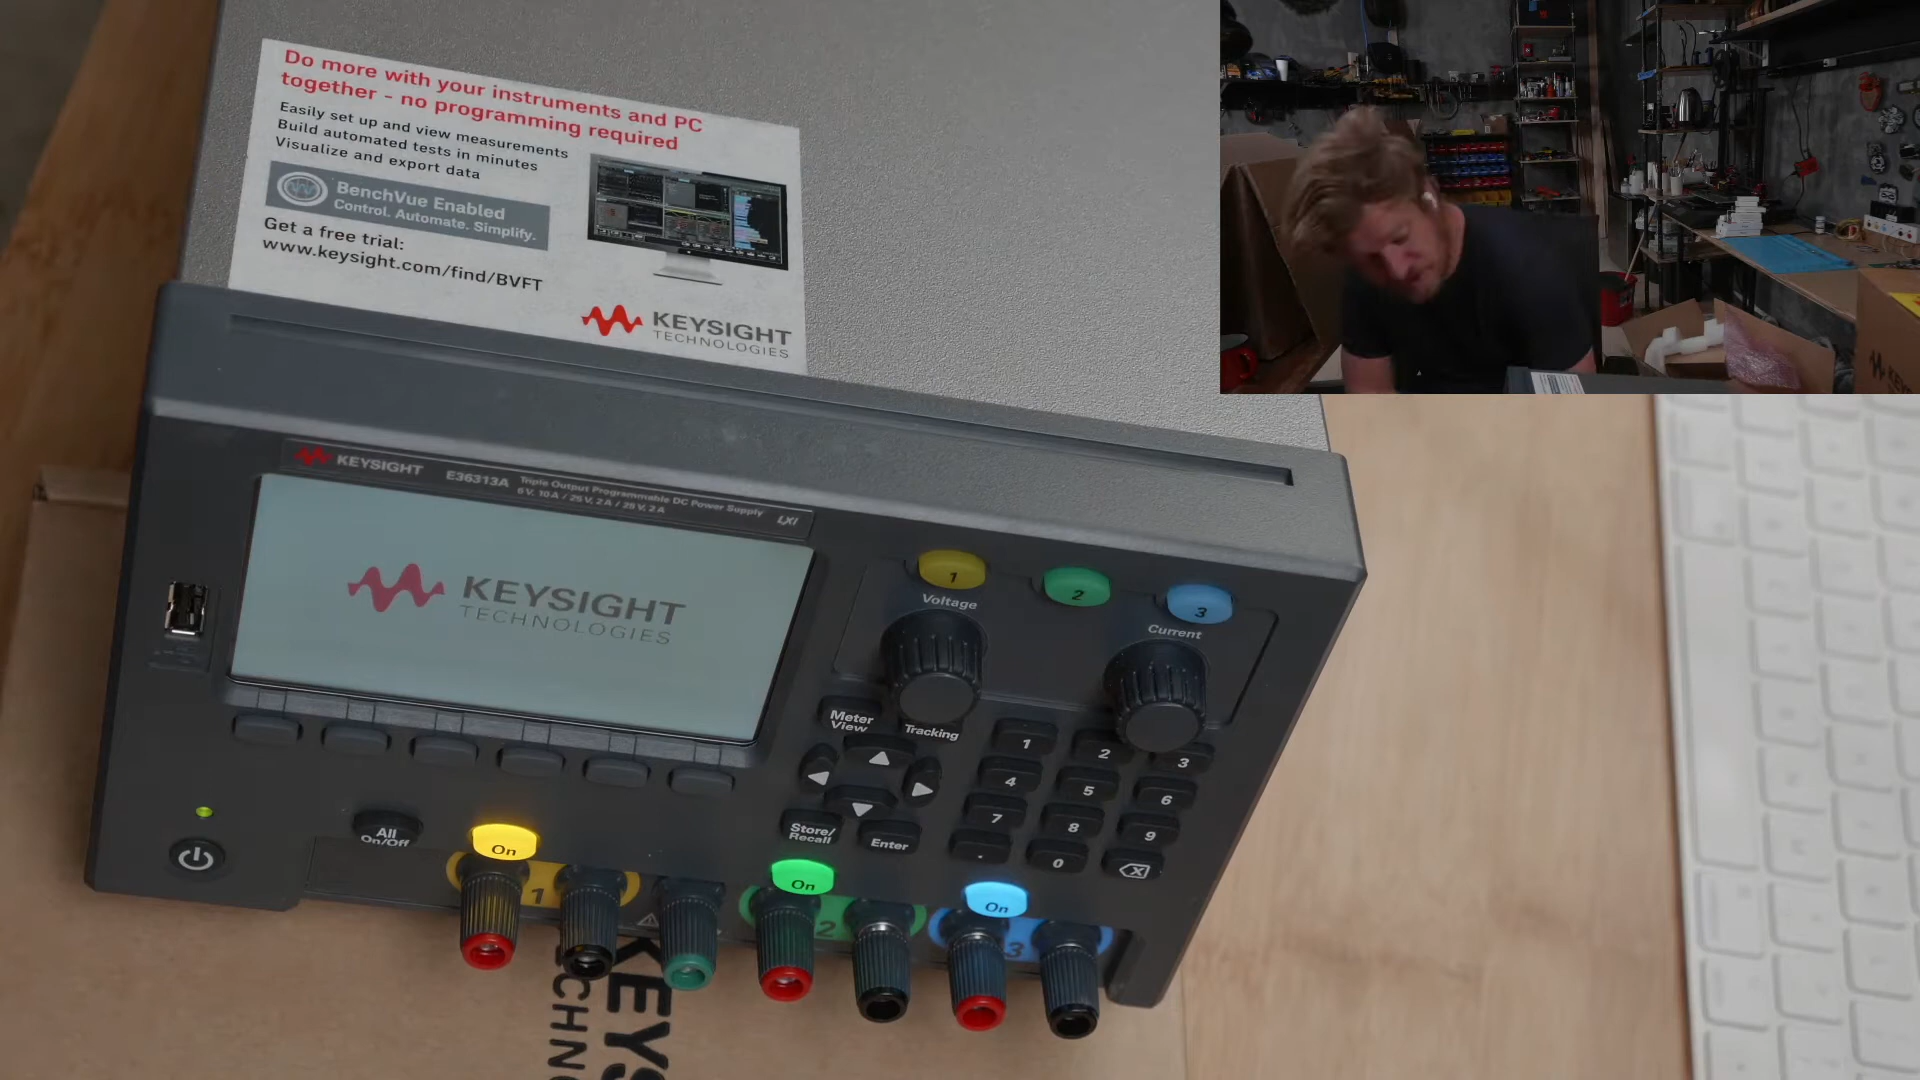 Do more with your instruments and PC
together - no programming required
Easily set up and view measurements
Build automated tests in minutes
Visualize and export data
BenchVue Enabled
Control. Automate. Simplify.
Get a free trial:
www.keysight.com/find/BVFT
KEYSIGHT
TECHNOLOGIES
KEYSIGHT E36313A Triple Output Programmable DC Power Supply
6V, 10A / 25V, 2A / 25V, 2A LXI
KEYSIGHT
TECHNOLOGIES
1
2
3
Voltage
Current
Meter
View
Tracking
1
2
3
4
5
6
7
8
9
.
0
Store/
Recall
Enter
All
On/Off
On
On
On
1
2
3
KEYS
CHN